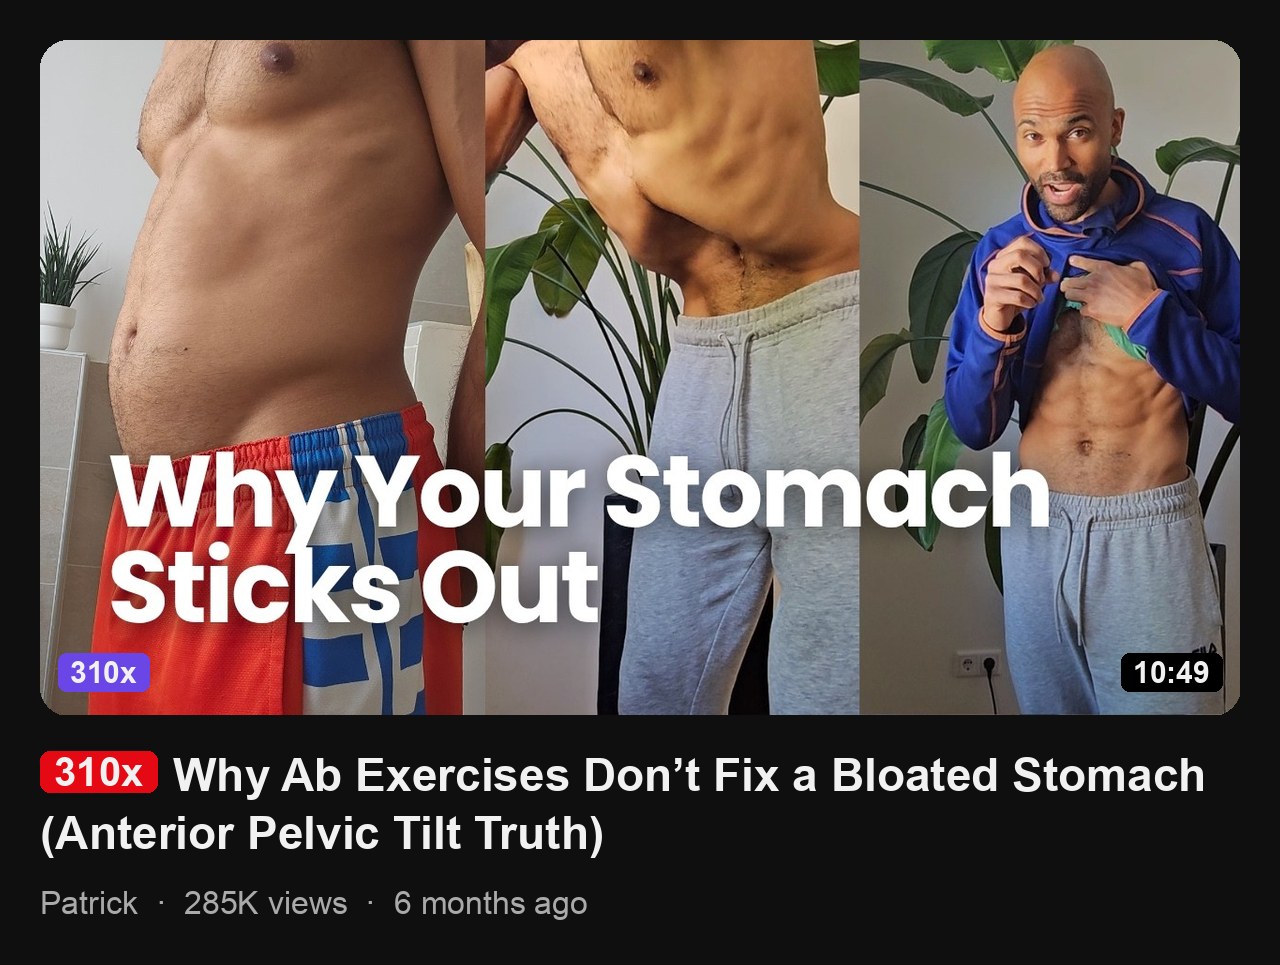 Why Your Stomach
Sticks Out
310x
10:49
310x Why Ab Exercises Don’t Fix a Bloated Stomach
(Anterior Pelvic Tilt Truth)
Patrick · 285K views · 6 months ago